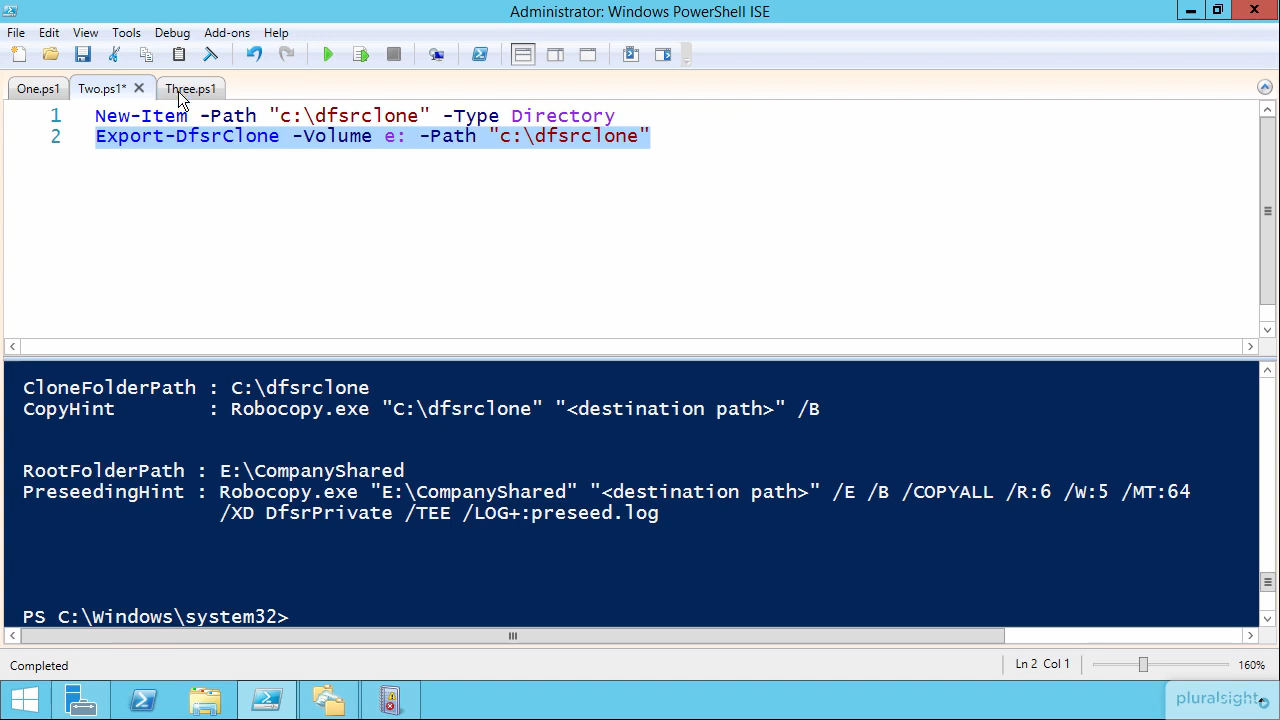 Administrator: Windows PowerShell ISE
File Edit View Tools Debug Add-ons Help
One.ps1 Two.ps1* Three.ps1
1 New-Item -Path "c:\dfsrclone" -Type Directory
2 Export-DfsrClone -Volume e: -Path "c:\dfsrclone"
CloneFolderPath : C:\dfsrclone
CopyHint : Robocopy.exe "C:\dfsrclone" "<destination path>" /B
RootFolderPath : E:\CompanyShared
PreseedingHint : Robocopy.exe "E:\CompanyShared" "<destination path>" /E /B /COPYALL /R:6 /W:5 /MT:64
/XD DfsrPrivate /TEE /LOG+:preseed.log
PS C:\Windows\system32>
Completed Ln 2 Col 1 160%
pluralsight